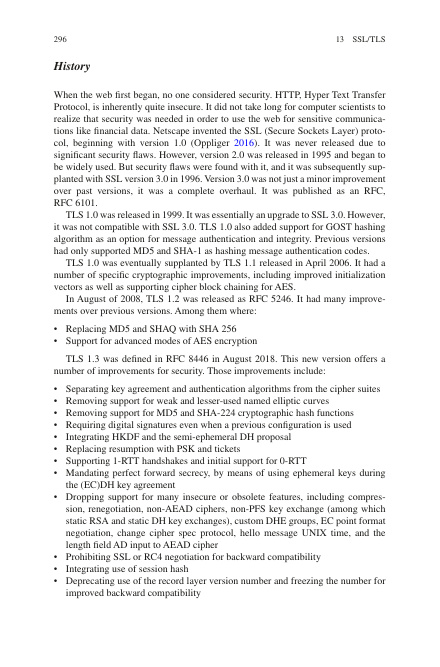 296
13 SSL/TLS
History
When the web first began, no one considered security. HTTP, Hyper Text Transfer
Protocol, is inherently quite insecure. It did not take long for computer scientists to
realize that security was needed in order to use the web for sensitive communica-
tions like financial data. Netscape invented the SSL (Secure Sockets Layer) proto-
col, beginning with version 1.0 (Oppliger 2016). It was never released due to
significant security flaws. However, version 2.0 was released in 1995 and began to
be widely used. But security flaws were found with it, and it was subsequently sup-
planted with SSL version 3.0 in 1996. Version 3.0 was not just a minor improvement
over past versions, it was a complete overhaul. It was published as an RFC,
RFC 6101.
TLS 1.0 was released in 1999. It was essentially an upgrade to SSL 3.0. However,
it was not compatible with SSL 3.0. TLS 1.0 also added support for GOST hashing
algorithm as an option for message authentication and integrity. Previous versions
had only supported MD5 and SHA-1 as hashing message authentication codes.
TLS 1.0 was eventually supplanted by TLS 1.1 released in April 2006. It had a
number of specific cryptographic improvements, including improved initialization
vectors as well as supporting cipher block chaining for AES.
In August of 2008, TLS 1.2 was released as RFC 5246. It had many improve-
ments over previous versions. Among them where:
• Replacing MD5 and SHAQ with SHA 256
• Support for advanced modes of AES encryption
TLS 1.3 was defined in RFC 8446 in August 2018. This new version offers a
number of improvements for security. Those improvements include:
• Separating key agreement and authentication algorithms from the cipher suites
• Removing support for weak and lesser-used named elliptic curves
• Removing support for MD5 and SHA-224 cryptographic hash functions
• Requiring digital signatures even when a previous configuration is used
• Integrating HKDF and the semi-ephemeral DH proposal
• Replacing resumption with PSK and tickets
• Supporting 1-RTT handshakes and initial support for 0-RTT
• Mandating perfect forward secrecy, by means of using ephemeral keys during
the (EC)DH key agreement
• Dropping support for many insecure or obsolete features, including compres-
sion, renegotiation, non-AEAD ciphers, non-PFS key exchange (among which
static RSA and static DH key exchanges), custom DHE groups, EC point format
negotiation, change cipher spec protocol, hello message UNIX time, and the
length field AD input to AEAD cipher
• Prohibiting SSL or RC4 negotiation for backward compatibility
• Integrating use of session hash
• Deprecating use of the record layer version number and freezing the number for
improved backward compatibility